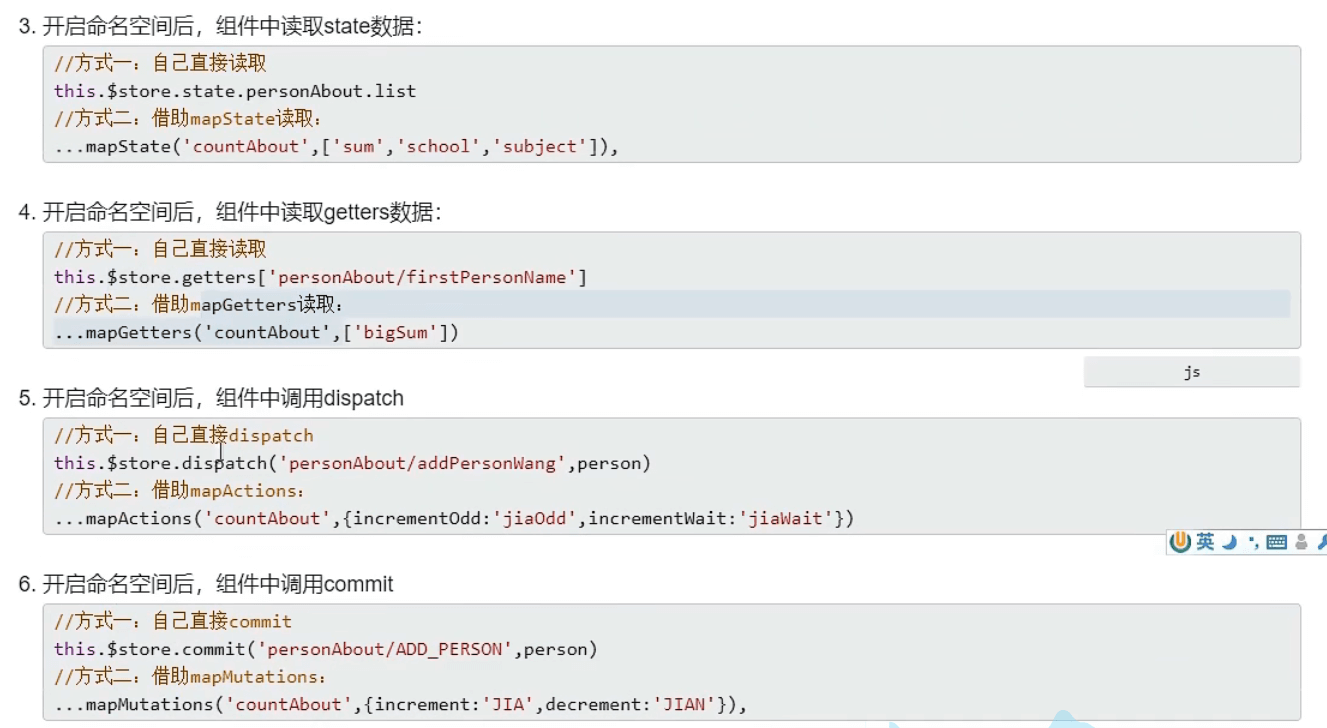 3. 开启命名空间后，组件中读取state数据：
//方式一：自己直接读取
this.$store.state.personAbout.list
//方式二：借助mapState读取：
...mapState('countAbout',['sum','school','subject']),
4. 开启命名空间后，组件中读取getters数据：
//方式一：自己直接读取
this.$store.getters['personAbout/firstPersonName']
//方式二：借助mapGetters读取：
...mapGetters('countAbout',['bigSum'])
js
5. 开启命名空间后，组件中调用dispatch
//方式一：自己直接dispatch
this.$store.dispatch('personAbout/addPersonWang',person)
//方式二：借助mapActions：
...mapActions('countAbout',{incrementOdd:'jiaOdd',incrementWait:'jiaWait'})
英
6. 开启命名空间后，组件中调用commit
//方式一：自己直接commit
this.$store.commit('personAbout/ADD_PERSON',person)
//方式二：借助mapMutations：
...mapMutations('countAbout',{increment:'JIA',decrement:'JIAN'}),